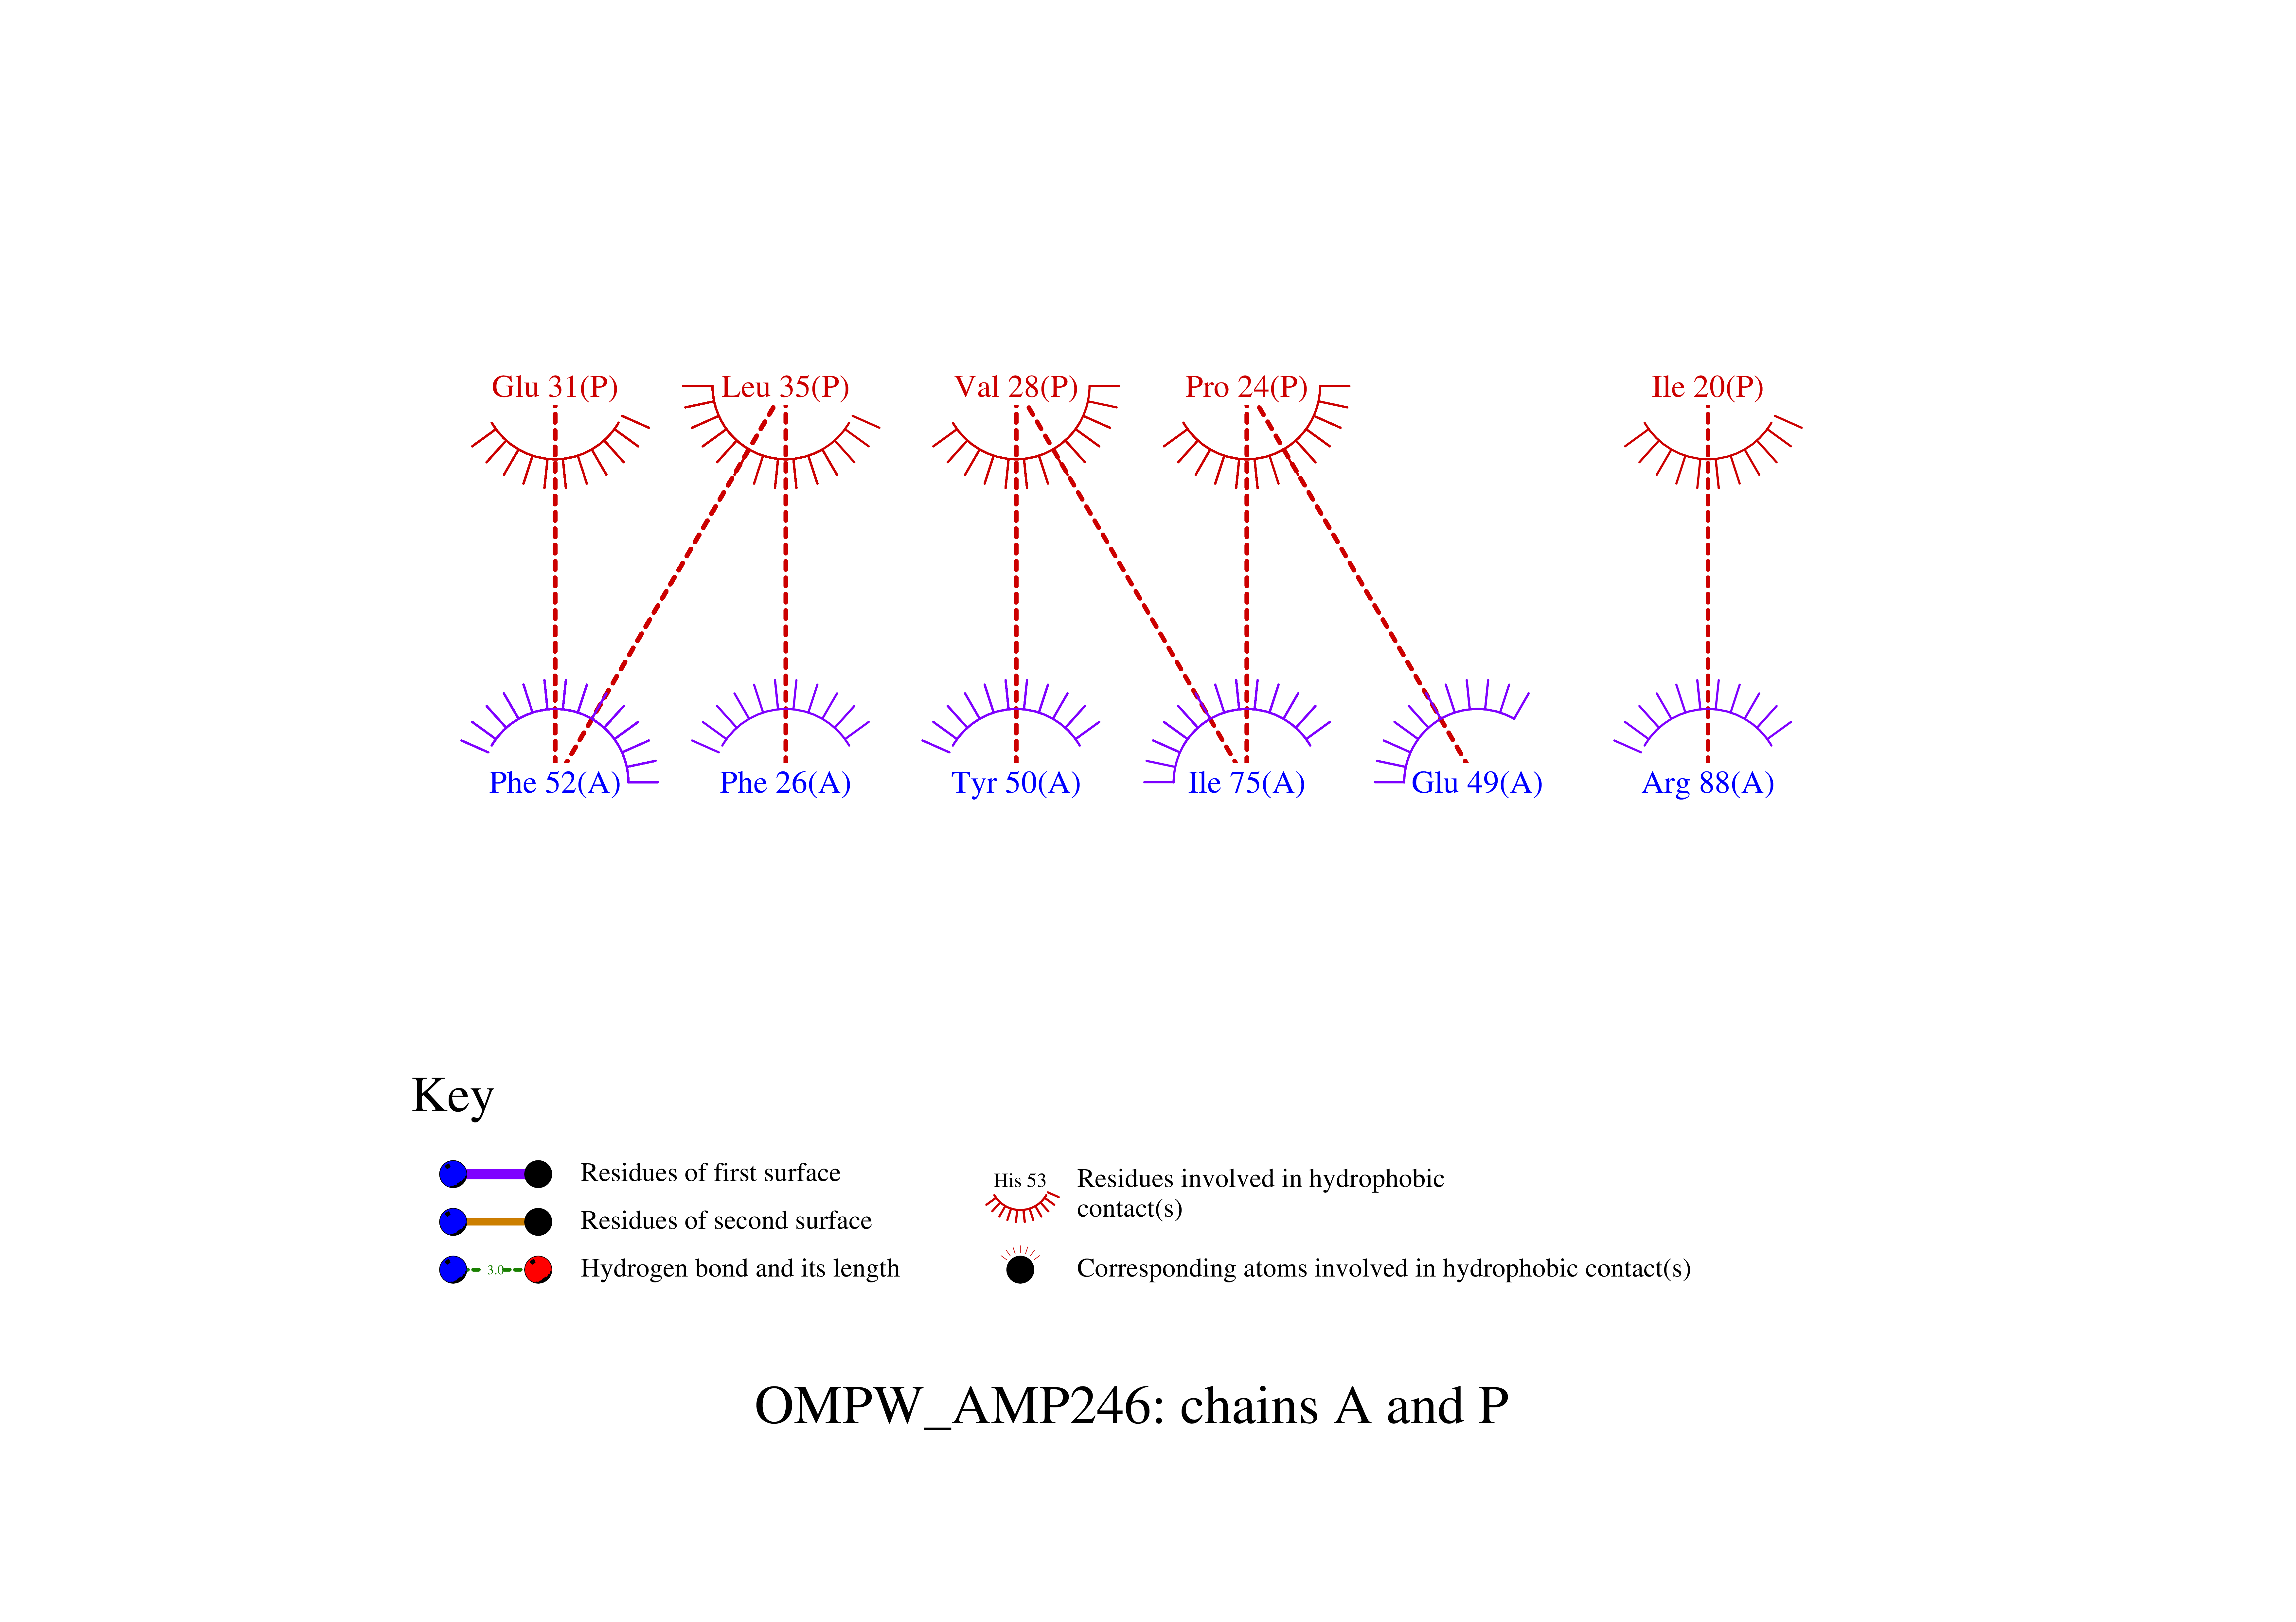 Glu 31(P) Leu 35(P) Val 28(P) Pro 24(P) Ile 20(P)
Phe 52(A) Phe 26(A) Tyr 50(A) Ile 75(A) Glu 49(A) Arg 88(A)
Key
Residues of first surface
Residues of second surface
3.0 Hydrogen bond and its length
His 53 Residues involved in hydrophobic
contact(s)
Corresponding atoms involved in hydrophobic contact(s)
OMPW_AMP246: chains A and P